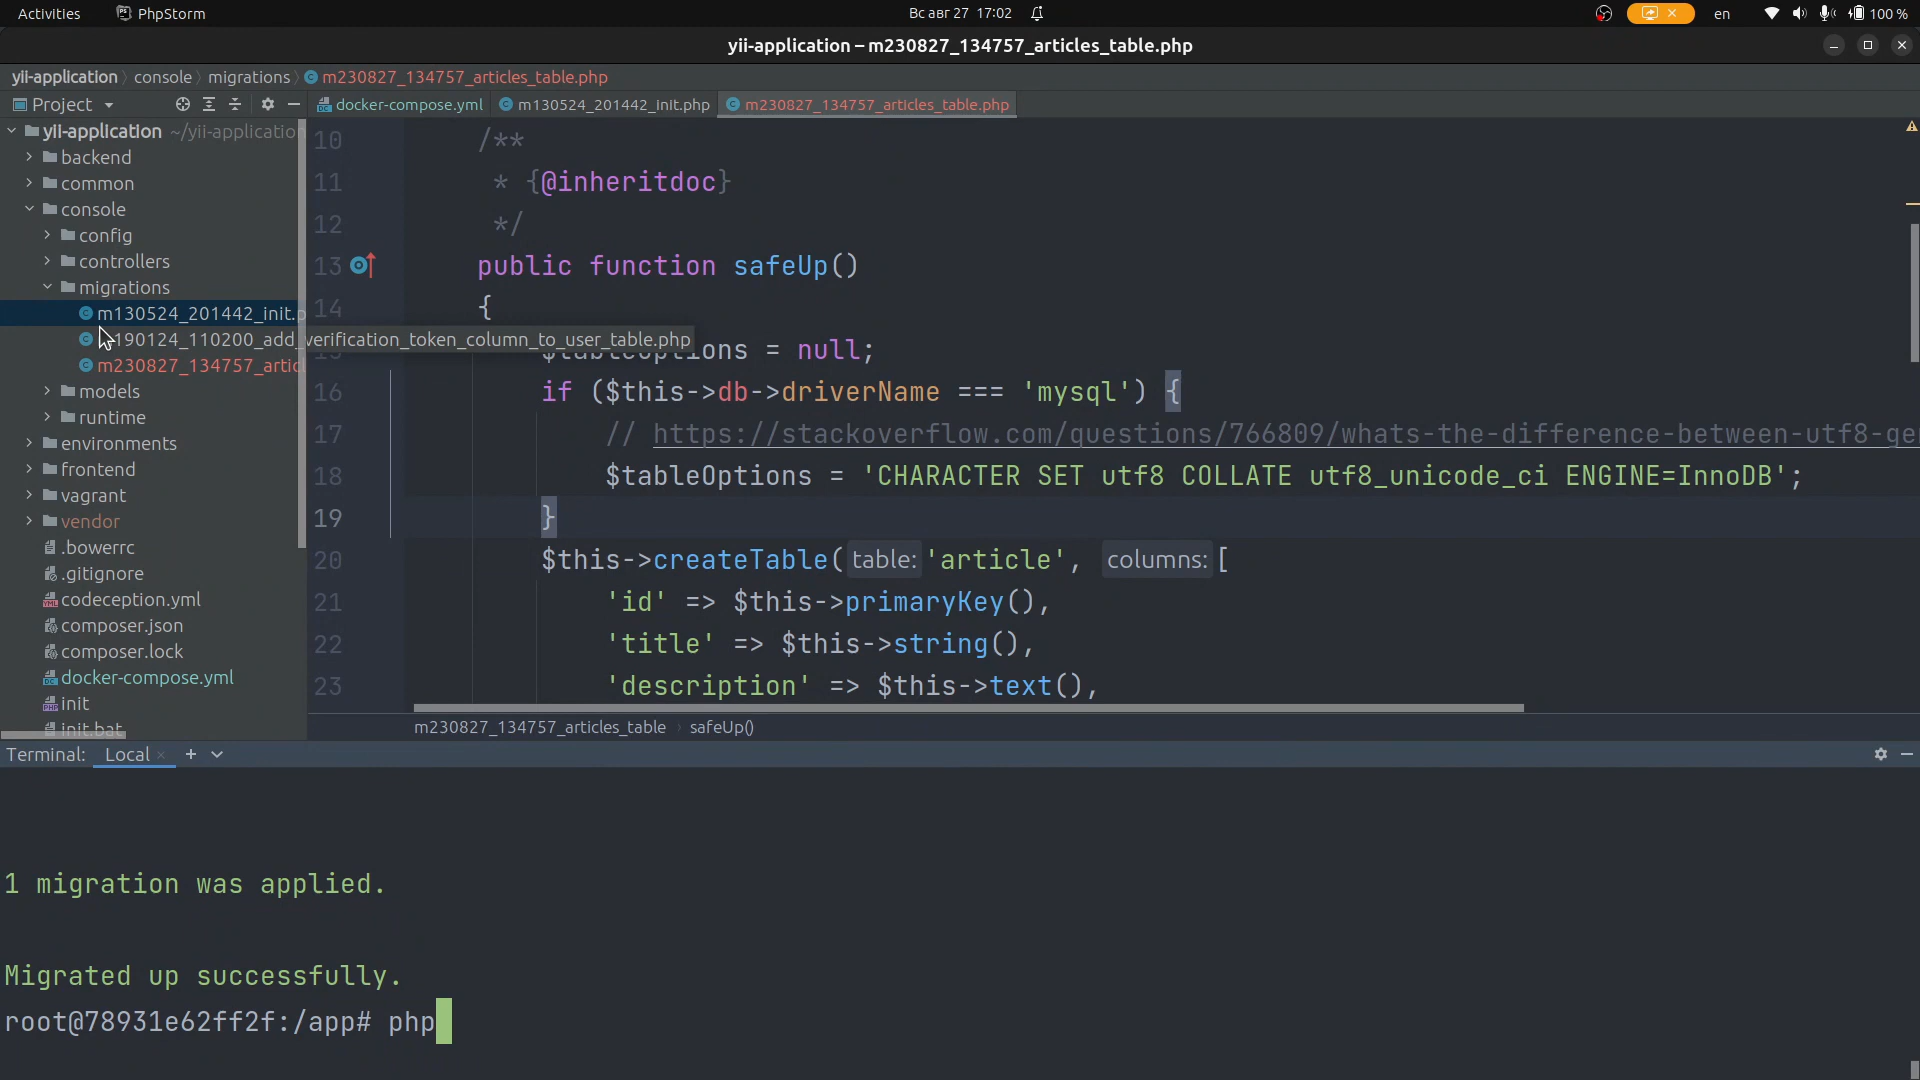 Activities
PhpStorm
Вс авг 27 17:02
en
100 %
yii-application – m230827_134757_articles_table.php
yii-application
console
migrations
m230827_134757_articles_table.php
Project
docker-compose.yml
m130524_201442_init.php
m230827_134757_articles_table.php
yii-application ~/yii-application
backend
common
console
config
controllers
migrations
m130524_201442_init.p
190124_110200_add_verification_token_column_to_user_table.php
m230827_134757_artic
models
runtime
environments
frontend
vagrant
vendor
.bowerrc
.gitignore
codeception.yml
composer.json
composer.lock
docker-compose.yml
init
init.bat
10 /**
11 * {@inheritdoc}
12 */
13 public function safeUp()
14 {
$tableOptions = null;
16 if ($this->db->driverName === 'mysql') {
17 // https://stackoverflow.com/questions/766809/whats-the-difference-between-utf8-ge
18 $tableOptions = 'CHARACTER SET utf8 COLLATE utf8_unicode_ci ENGINE=InnoDB';
19 }
20 $this->createTable( table: 'article', columns: [
21 'id' => $this->primaryKey(),
22 'title' => $this->string(),
23 'description' => $this->text(),
m230827_134757_articles_table
safeUp()
Terminal: Local
1 migration was applied.
Migrated up successfully.
root@78931e62ff2f:/app# php